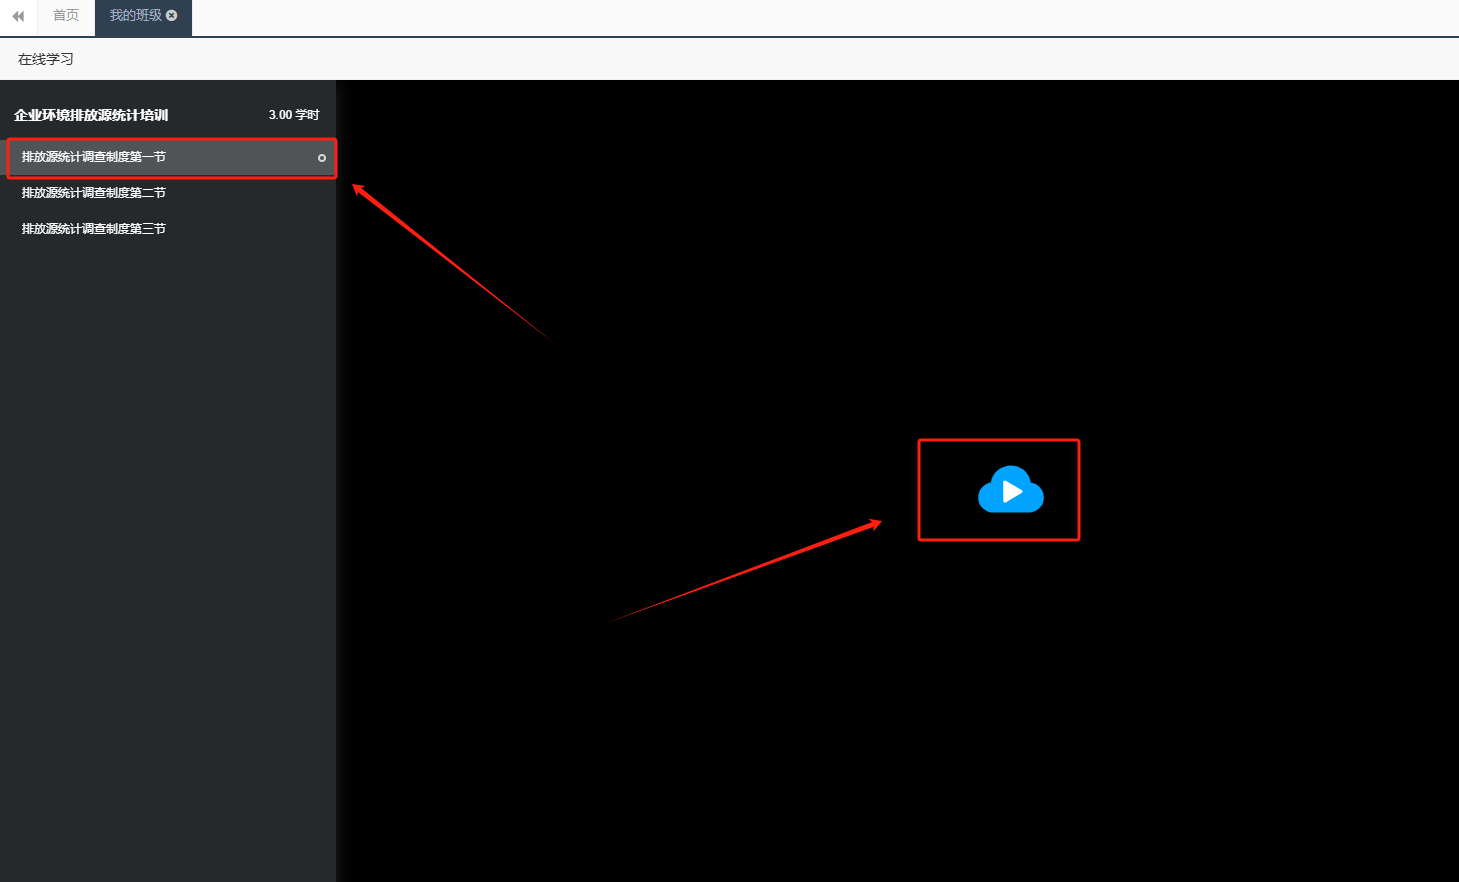 首页
我的班级
在线学习
企业环境排放源统计培训 3.00 学时
排放源统计调查制度第一节
排放源统计调查制度第二节
排放源统计调查制度第三节